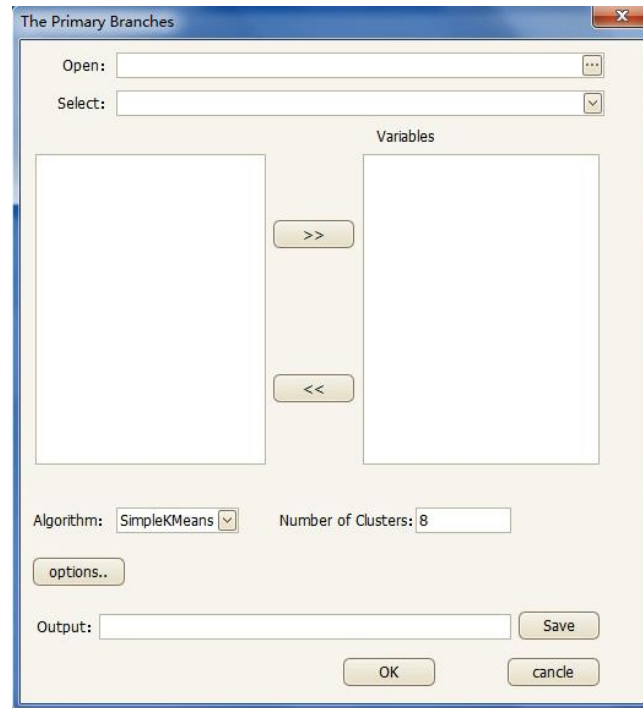 The Primary Branches
Open: ...
Select:
Variables
>>
<<
Algorithm: SimpleKMeans Number of Clusters: 8
options..
Output: Save
OK cancle